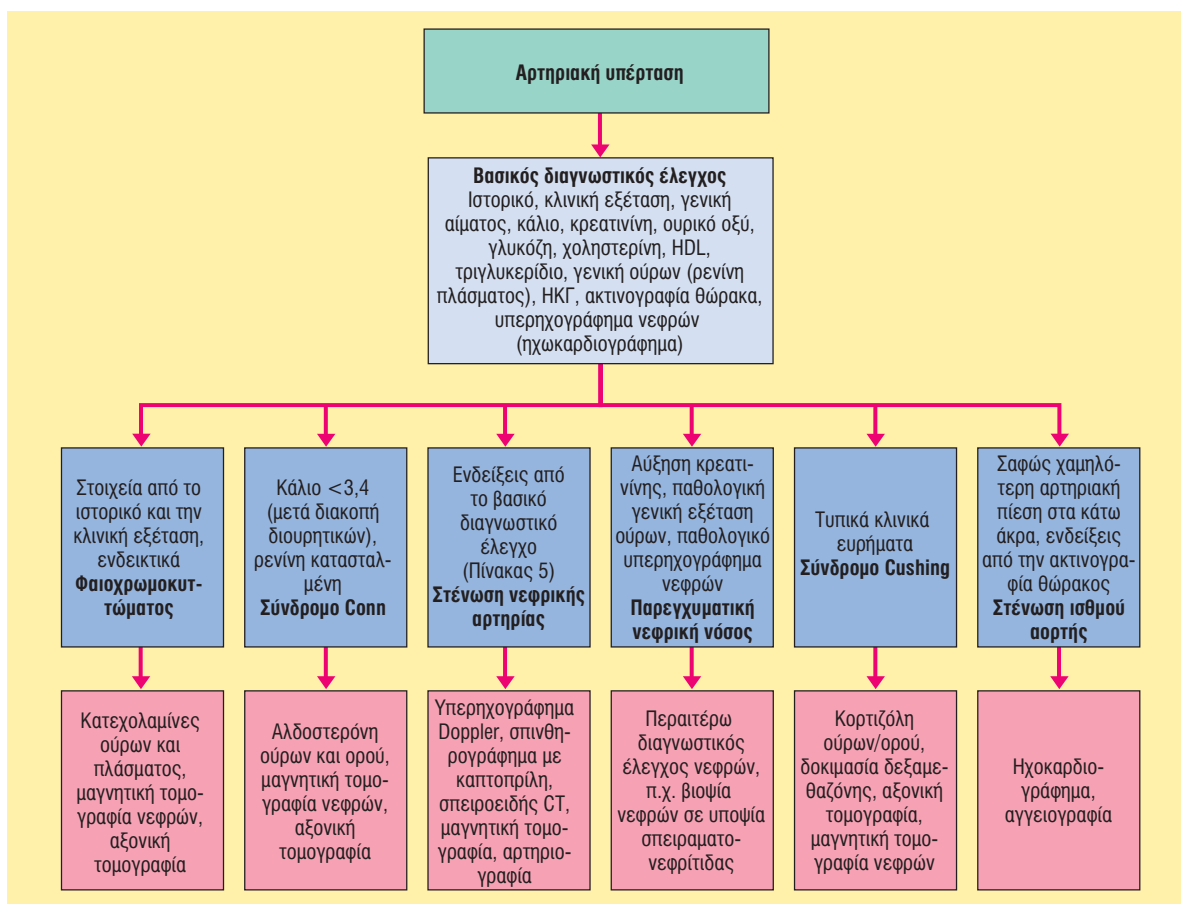 Αρτηριακή υπέρταση
Βασικός διαγνωστικός έλεγχος
Ιστορικό, κλινική εξέταση, γενική
αίματος, κάλιο, κρεατινίνη, ουρικό οξύ,
γλυκόζη, χοληστερίνη, HDL,
τριγλυκερίδιο, γενική ούρων (ρενίνη
πλάσματος), ΗΚΓ, ακτινογραφία θώρακα,
υπερηχογράφημα νεφρών
(ηχωκαρδιογράφημα)
Στοιχεία από το
ιστορικό και την
κλινική εξέταση,
ενδεικτικά
Φαιοχρωμοκυτ-
τώματος
Κάλιο <3,4
(μετά διακοπή
διουρητικών),
ρενίνη κατασταλ-
μένη
Σύνδρομο Conn
Ενδείξεις από
το βασικό
διαγνωστικό
έλεγχο
(Πίνακας 5)
Στένωση νεφρικής
αρτηρίας
Αύξηση κρεατι-
νίνης, παθολογική
γενική εξέταση
ούρων, παθολογικό
υπερηχογράφημα
νεφρών
Παρεγχυματική
νεφρική νόσος
Τυπικά κλινικά
ευρήματα
Σύνδρομο Cushing
Σαφώς χαμηλό-
τερη αρτηριακή
πίεση στα κάτω
άκρα, ενδείξεις
από την ακτινογρα-
φία θώρακος
Στένωση ισθμού
αορτής
Κατεχολαμίνες
ούρων και
πλάσματος,
μαγνητική τομο-
γραφία νεφρών,
αξονική
τομογραφία
Αλδοστερόνη
ούρων και ορού,
μαγνητική τομο-
γραφία νεφρών,
αξονική
τομογραφία
Υπερηχογράφημα
Doppler, σπινθη-
ρογράφημα με
καπτοπρίλη,
σπειροειδής CT,
μαγνητική τομο-
γραφία, αρτηριο-
γραφία
Περαιτέρω
διαγνωστικός
έλεγχος νεφρών,
π.χ. βιοψία
νεφρών σε υποψία
σπειραματο-
νεφρίτιδας
Κορτιζόλη
ούρων/ορού,
δοκιμασία δεξαμε-
θαζόνης, αξονική
τομογραφία,
μαγνητική τομο-
γραφία νεφρών
Ηχοκαρδιο-
γράφημα,
αγγειογραφία